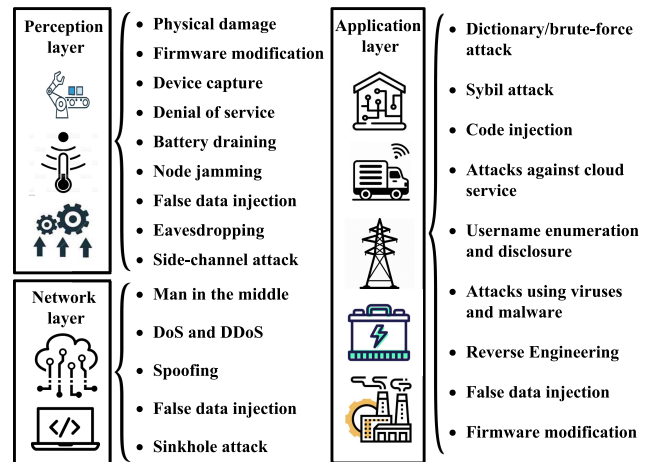 Perception
layer
• Physical damage
• Firmware modification
• Device capture
• Denial of service
• Battery draining
• Node jamming
• False data injection
• Eavesdropping
• Side-channel attack
Network
layer
</>
• Man in the middle
• DoS and DDoS
• Spoofing
• False data injection
• Sinkhole attack
Application
layer
• Dictionary/brute-force
attack
• Sybil attack
• Code injection
• Attacks against cloud
service
• Username enumeration
and disclosure
• Attacks using viruses
and malware
• Reverse Engineering
• False data injection
• Firmware modification